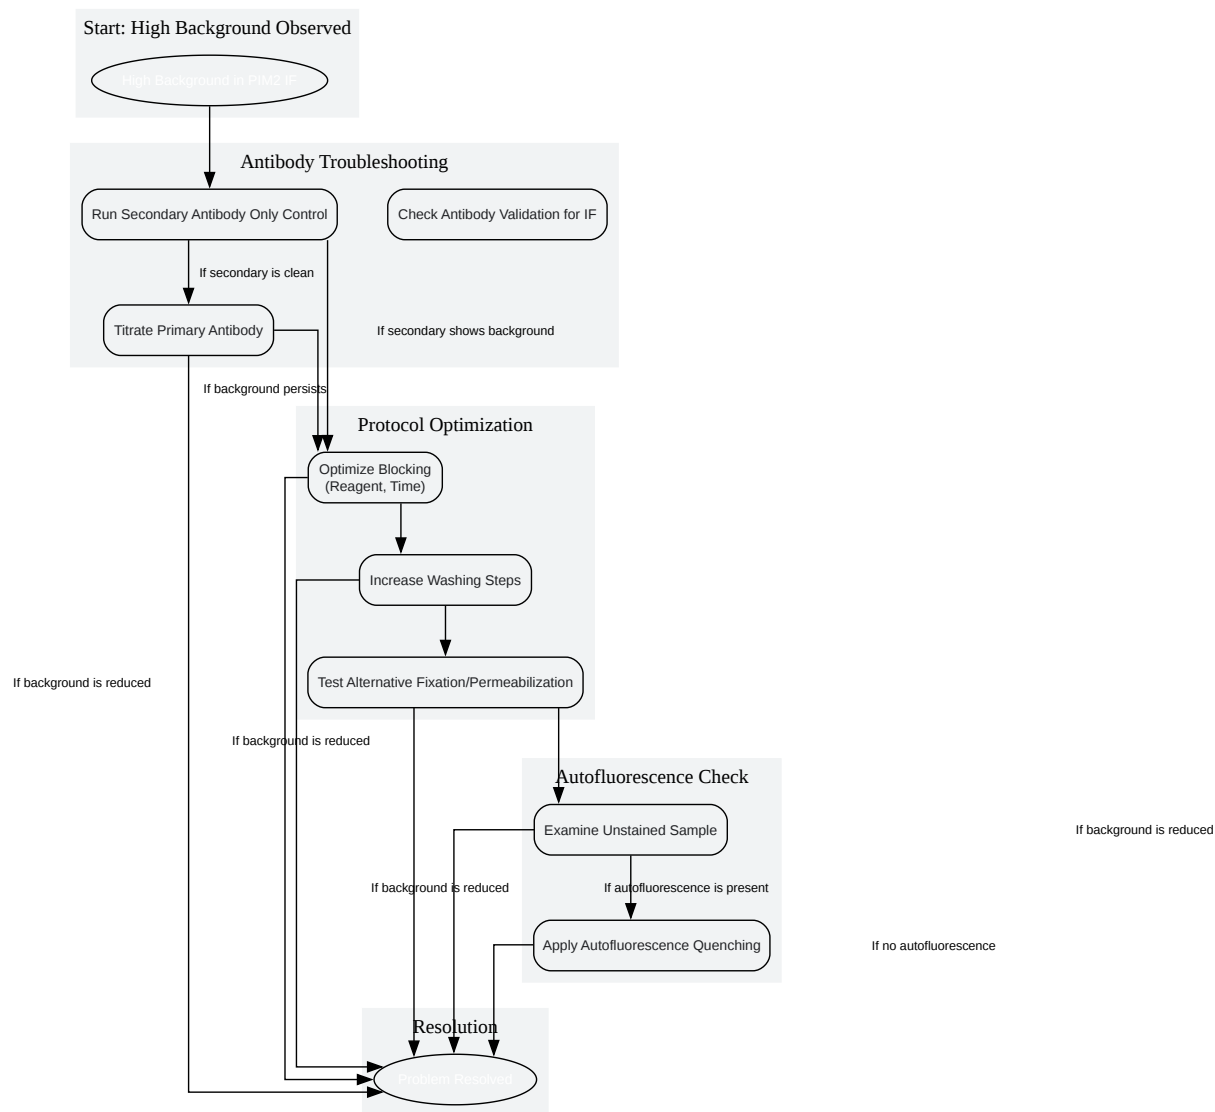 Start: High Background Observed
High Background in PIM2 IF
Antibody Troubleshooting
Run Secondary Antibody Only Control
Check Antibody Validation for IF
If secondary is clean
Titrate Primary Antibody
If secondary shows background
If background persists
Protocol Optimization
Optimize Blocking
(Reagent, Time)
Increase Washing Steps
Test Alternative Fixation/Permeabilization
If background is reduced
If background is reduced
Autofluorescence Check
Examine Unstained Sample
If background is reduced
If background is reduced
If autofluorescence is present
Apply Autofluorescence Quenching
If no autofluorescence
Resolution
Problem Resolved